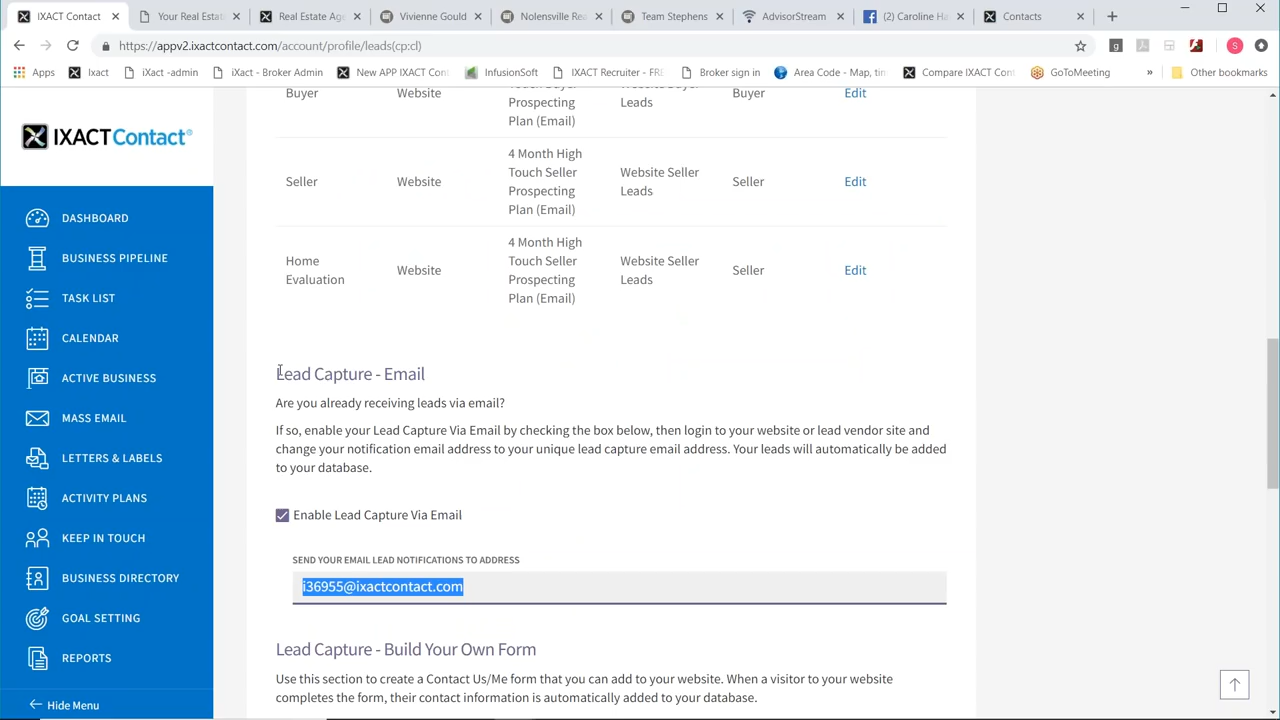 IXACT Contact
Your Real Estat
Real Estate Age
Vivienne Gould
Nolensville Rea
Team Stephens
AdvisorStream
(2) Caroline Ha
Contacts
https://appv2.ixactcontact.com/account/profile/leads(cp:cl)
g
S
Apps
Ixact
iXact -admin
iXact - Broker Admin
New APP IXACT Cont
InfusionSoft
IXACT Recruiter - FRE
Broker sign in
Area Code - Map, tim
Compare IXACT Cont
GoToMeeting
»
Other bookmarks
IXACTContact®
DASHBOARD
BUSINESS PIPELINE
TASK LIST
CALENDAR
ACTIVE BUSINESS
MASS EMAIL
LETTERS & LABELS
ACTIVITY PLANS
KEEP IN TOUCH
BUSINESS DIRECTORY
GOAL SETTING
REPORTS
Hide Menu
Buyer
Website
Touch Buyer
Prospecting
Plan (Email)
Website Buyer
Leads
Buyer
Edit
Seller
Website
4 Month High
Touch Seller
Prospecting
Plan (Email)
Website Seller
Leads
Seller
Edit
Home
Evaluation
Website
4 Month High
Touch Seller
Prospecting
Plan (Email)
Website Seller
Leads
Seller
Edit
Lead Capture - Email
Are you already receiving leads via email?
If so, enable your Lead Capture Via Email by checking the box below, then login to your website or lead vendor site and
change your notification email address to your unique lead capture email address. Your leads will automatically be added
to your database.
Enable Lead Capture Via Email
SEND YOUR EMAIL LEAD NOTIFICATIONS TO ADDRESS
i36955@ixactcontact.com
Lead Capture - Build Your Own Form
Use this section to create a Contact Us/Me form that you can add to your website. When a visitor to your website
completes the form, their contact information is automatically added to your database.